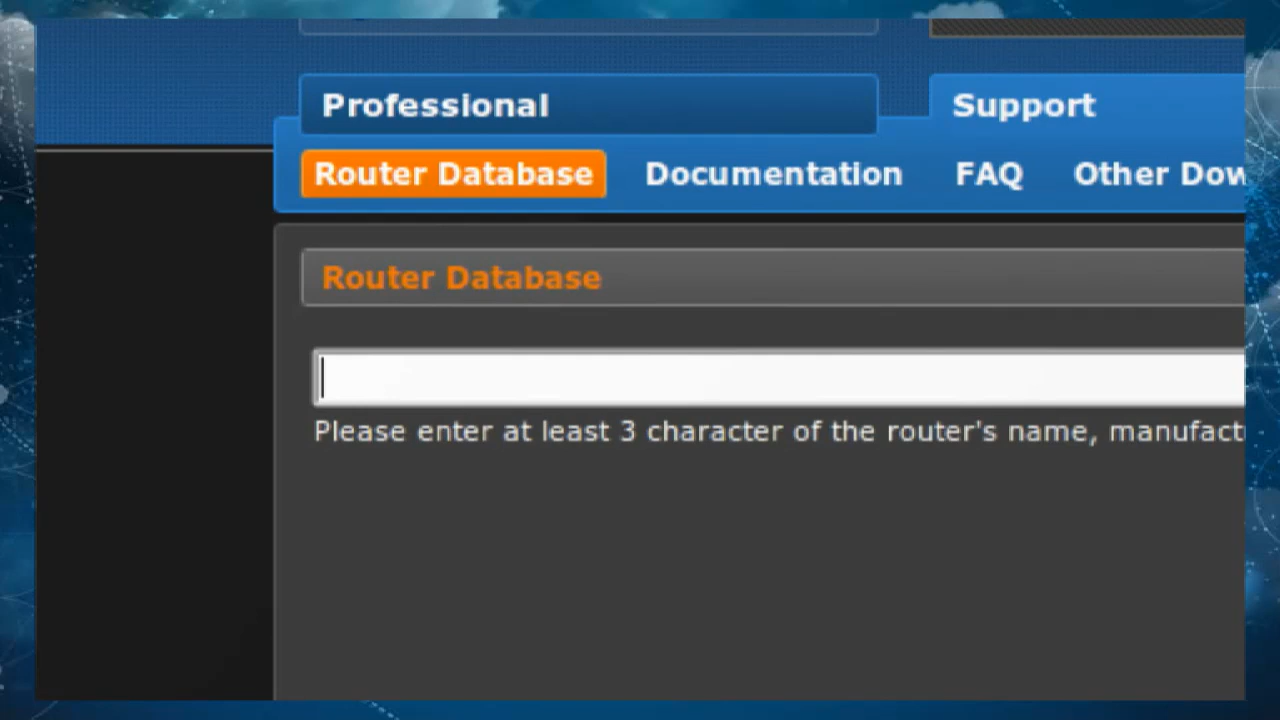 Professional
Support
Router Database
Documentation
FAQ
Other Dow
Router Database
Please enter at least 3 character of the router's name, manufact